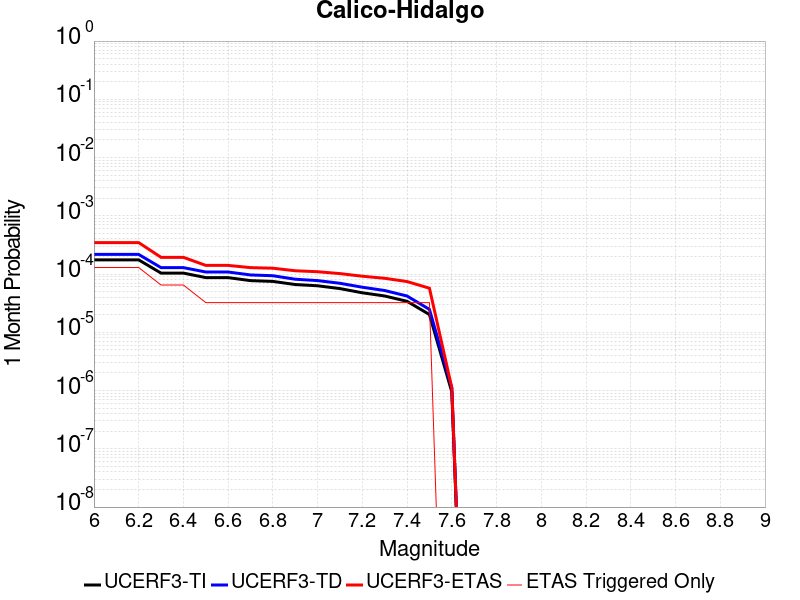 Calico-Hidalgo
10^0
10^-1
10^-2
10^-3
10^-4
10^-5
10^-6
10^-7
10^-8
1 Month Probability
6 6.2 6.4 6.6 6.8 7 7.2 7.4 7.6 7.8 8 8.2 8.4 8.6 8.8 9
Magnitude
UCERF3-TI UCERF3-TD UCERF3-ETAS ETAS Triggered Only